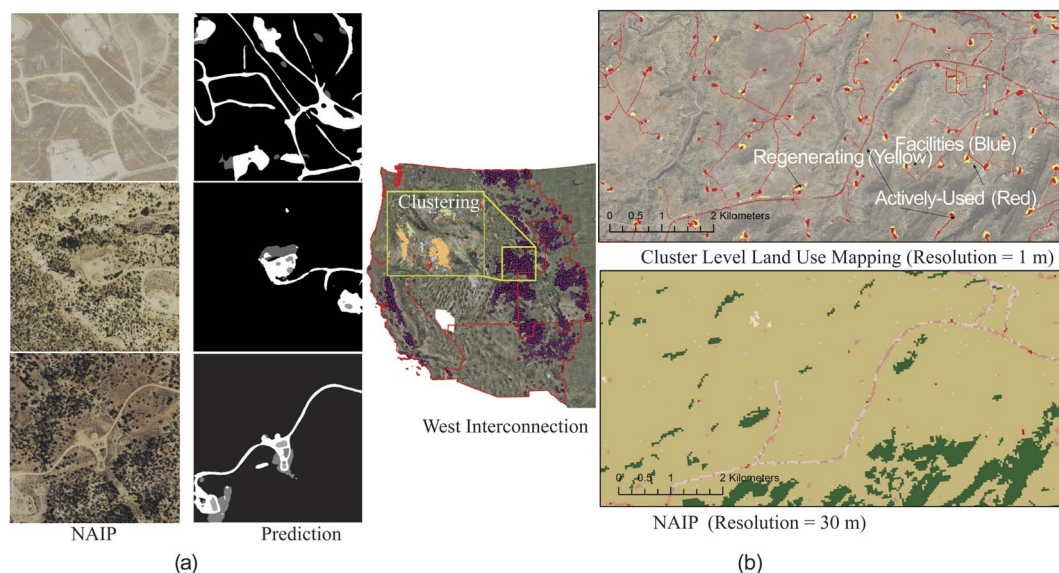 NAIP
Prediction
(a)
Clustering
West Interconnection
Regenerating (Yellow)
Facilities (Blue)
Actively-Used (Red)
0 0.5 1 2 Kilometers
Cluster Level Land Use Mapping (Resolution = 1 m)
0 0.5 1 2 Kilometers
NAIP (Resolution = 30 m)
(b)